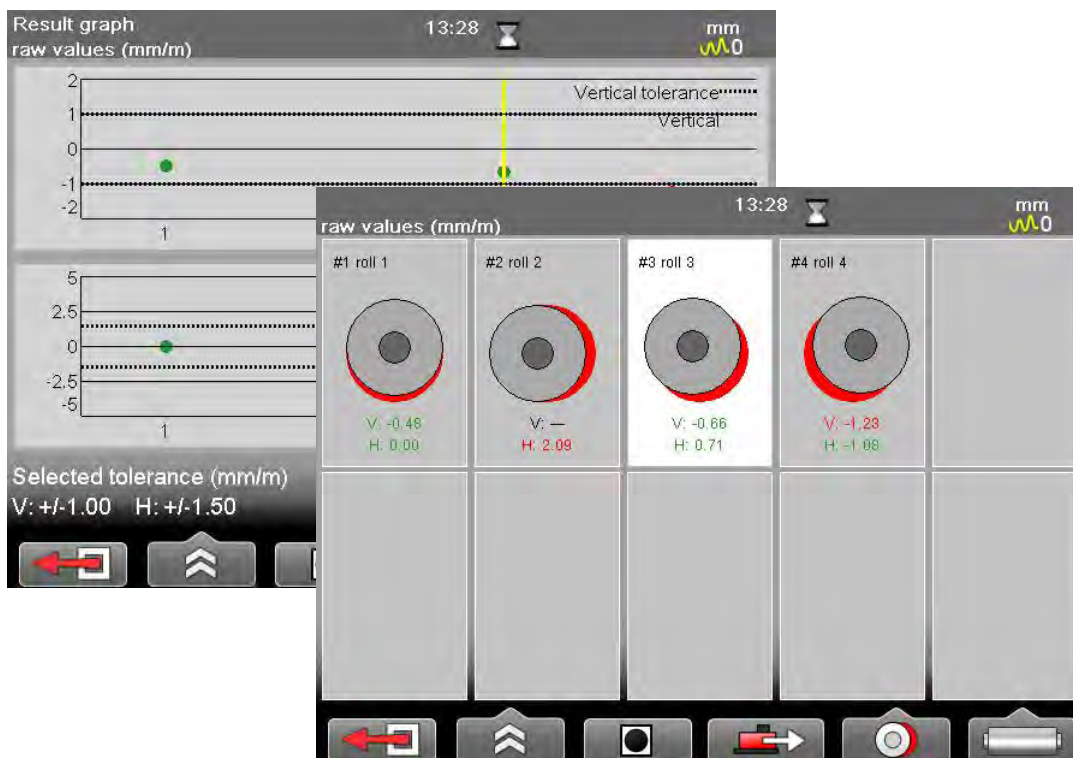 Result graph
raw values (mm/m)
13:28
mm
0
2
1
0
-1
-2
Vertical tolerance
Vertical
1
5
2.5
0
-2.5
-5
1
Selected tolerance (mm/m)
V: +/-1.00 H: +/-1.50
raw values (mm/m)
13:28
mm
0
#1 roll 1
V: -0.48
H: 0.00
#2 roll 2
V: —
H: 2.09
#3 roll 3
V: -0.66
H: 0.71
#4 roll 4
V: -1.23
H: -1.08